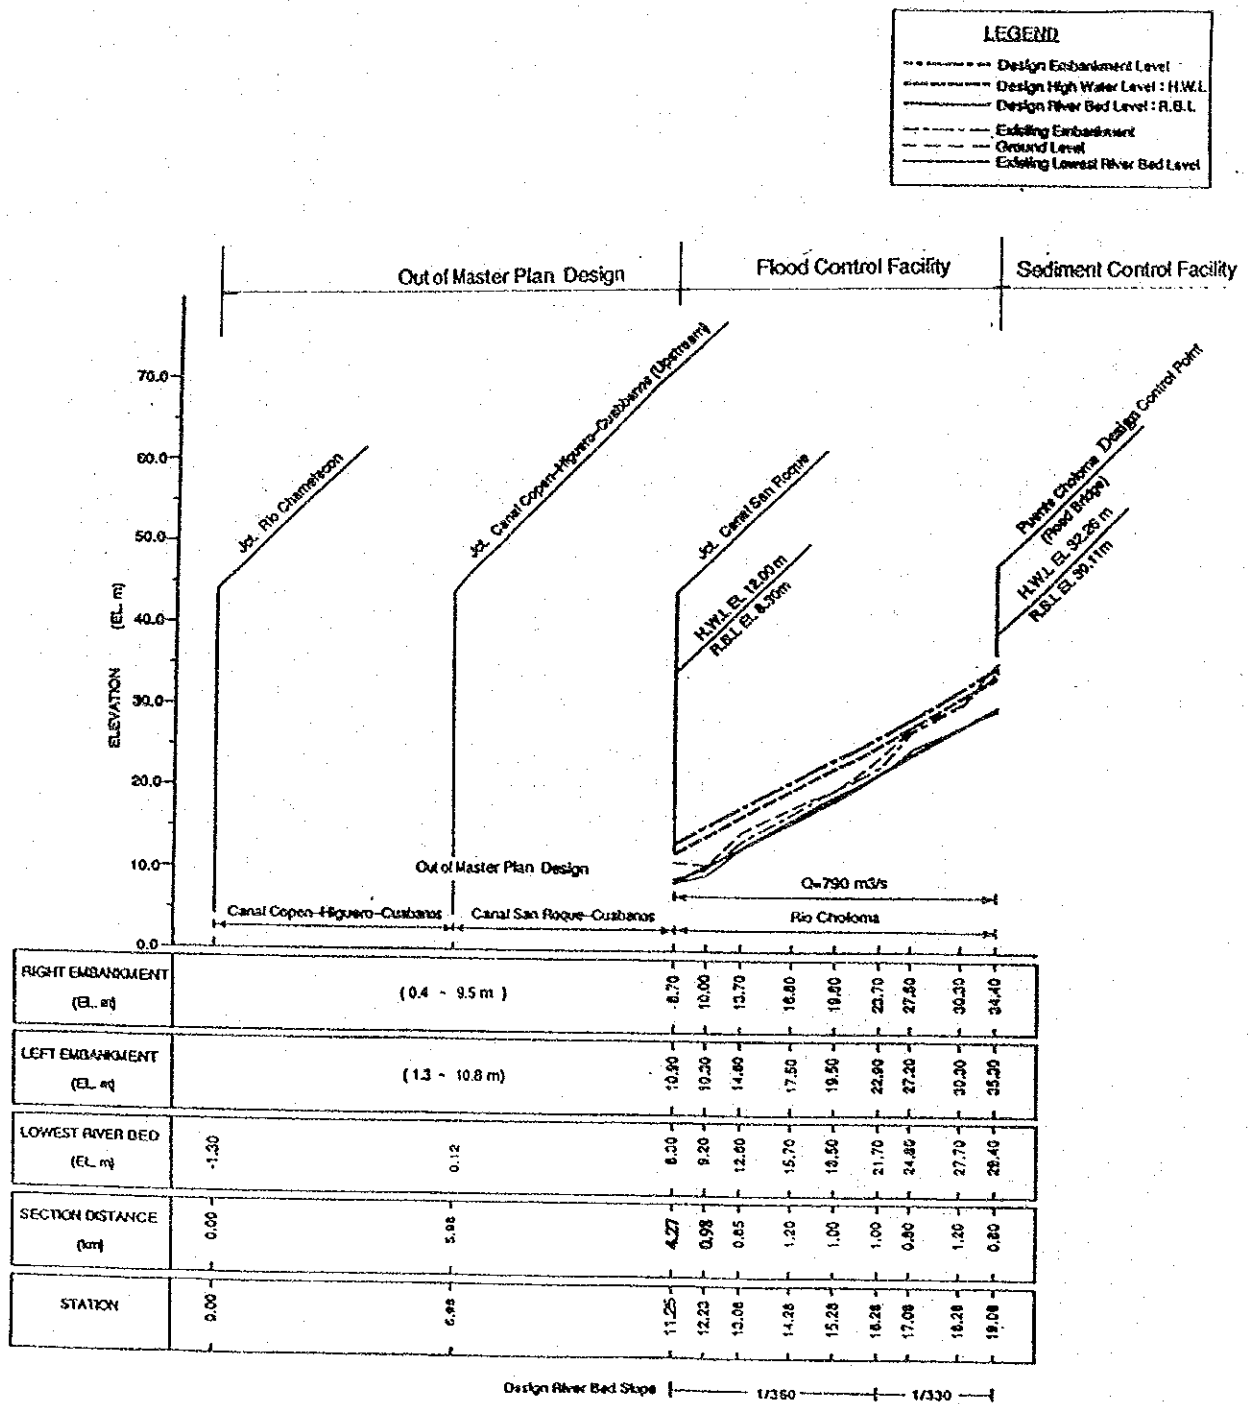 LEGEND
Design Embankment Level
Design High Water Level : H.W.L
Design River Bed Level : R.B.L
Existing Embankment
Ground Level
Existing Lowest River Bed Level
Out of Master Plan Design
Flood Control Facility
Sediment Control Facility
70.0
60.0
50.0
40.0
30.0
20.0
10.0
0.0
ELEVATION (EL. m)
Jct. Rio Chamelecon
Jct. Canal Copen-Higuero-Cuabanos (Upstream)
Jct. Canal San Roque
H.W.L EL. 12.00 m
R.B.L EL. 8.30m
Puente Choloma Design Control Point
(Road Bridge)
H.W.L EL. 32.26 m
R.B.L EL. 30.11m
Out of Master Plan Design
Q=790 m3/s
Canal Copen-Higuero-Cuabanos
Canal San Roque-Cuabanos
Rio Choloma
RIGHT EMBANKMENT
(EL. m)
( 0.4 ~ 9.5 m )
8.70 10.00 13.70 16.80 19.80 23.70 27.60 30.30 34.40
LEFT EMBANKMENT
(EL. m)
( 1.3 ~ 10.8 m)
10.90 10.30 14.60 17.50 19.50 22.90 27.20 30.30 35.30
LOWEST RIVER BED
(EL. m)
-1.30 0.12 8.30 9.20 12.60 15.70 18.50 21.70 24.80 27.70 29.40
SECTION DISTANCE
(km)
0.00 4.27 0.98 0.85 1.20 1.00 1.00 0.80 1.20 0.80
STATION
0.00 11.25 12.23 13.08 14.28 15.28 16.28 17.08 18.28 19.08
Design River Bed Slope 1/360 1/330